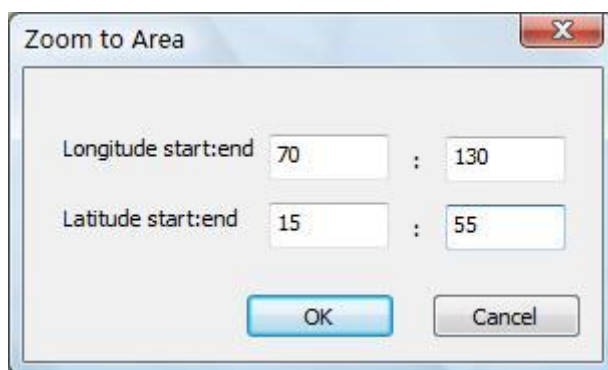 Zoom to Area
Longitude start:end 70 : 130
Latitude start:end 15 : 55
OK Cancel